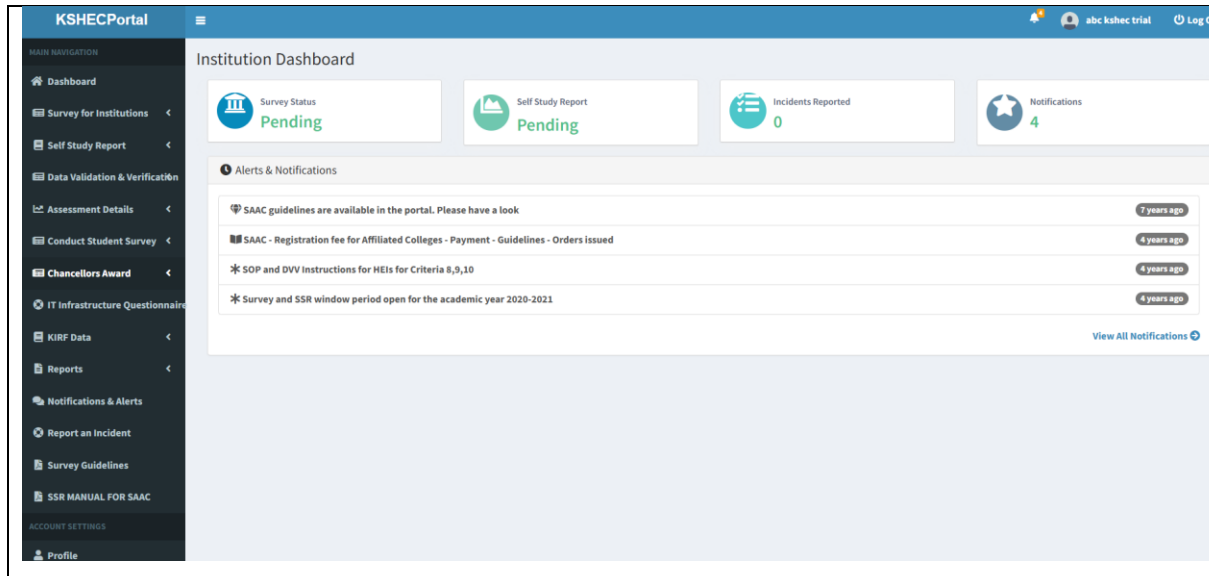 KSHECPortal
4
abc kshec trial
Log
MAIN NAVIGATION
Dashboard
Survey for Institutions
Self Study Report
Data Validation & Verification
Assessment Details
Conduct Student Survey
Chancellors Award
IT Infrastructure Questionnaire
KIRF Data
Reports
Notifications & Alerts
Report an Incident
Survey Guidelines
SSR MANUAL FOR SAAC
ACCOUNT SETTINGS
Profile
Institution Dashboard
Survey Status
Pending
Self Study Report
Pending
Incidents Reported
0
Notifications
4
Alerts & Notifications
SAAC guidelines are available in the portal. Please have a look
7 years ago
SAAC - Registration fee for Affiliated Colleges - Payment - Guidelines - Orders issued
4 years ago
SOP and DVV Instructions for HEIs for Criteria 8,9,10
4 years ago
Survey and SSR window period open for the academic year 2020-2021
4 years ago
View All Notifications